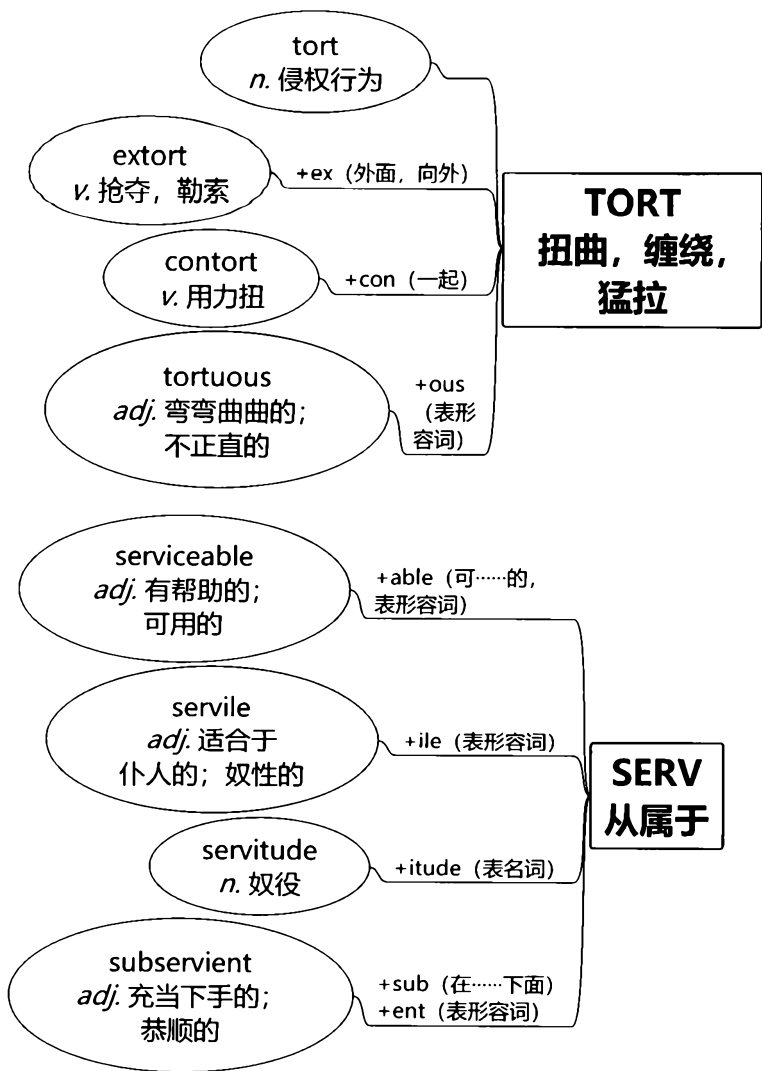 tort
n. 侵权行为
extort
v. 抢夺，勒索
+ex（外面，向外）
TORT
扭曲，缠绕，
猛拉
contort
v. 用力扭
+con（一起）
tortuous
adj. 弯弯曲曲的；
不正直的
+ous
（表形
容词）
serviceable
adj. 有帮助的；
可用的
+able（可……的，
表形容词）
servile
adj. 适合于
仆人的；奴性的
+ile（表形容词）
SERV
从属于
servitude
n. 奴役
+itude（表名词）
subservient
adj. 充当下手的；
恭顺的
+sub（在……下面）
+ent（表形容词）